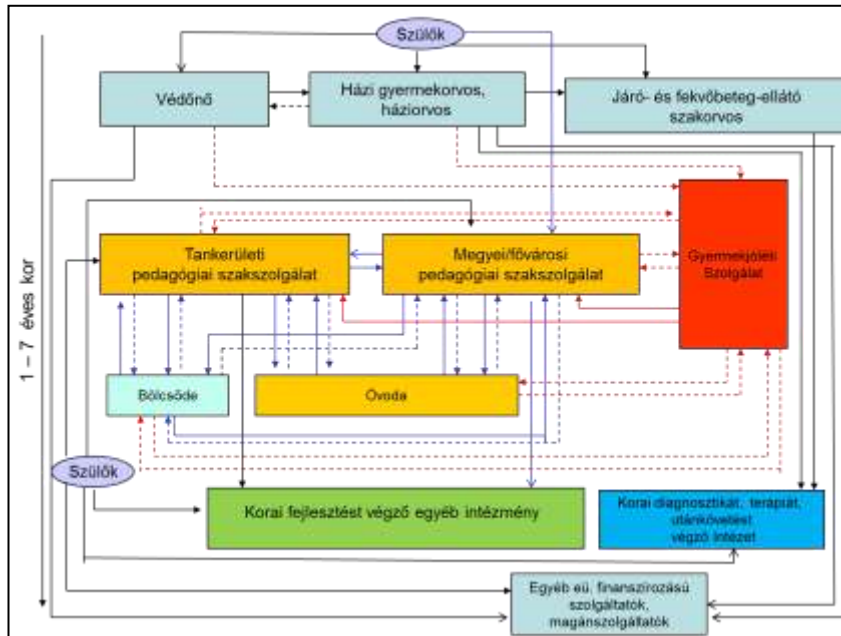 Szülők
Védőnő
Házi gyermekorvos,
háziorvos
Járó- és fekvőbeteg-ellátó
szakorvos
1 – 7 éves kor
Tankerületi
pedagógiai szakszolgálat
Megyei/fővárosi
pedagógiai szakszolgálat
Gyermekjóléti
Szolgálat
Bölcsőde
Óvoda
Szülők
Korai fejlesztést végző egyéb intézmény
Korai diagnosztikát, terápiát,
utánkövetést
végző intézet
Egyéb eü, finanszírozású
szolgáltatók,
magánszolgáltatók